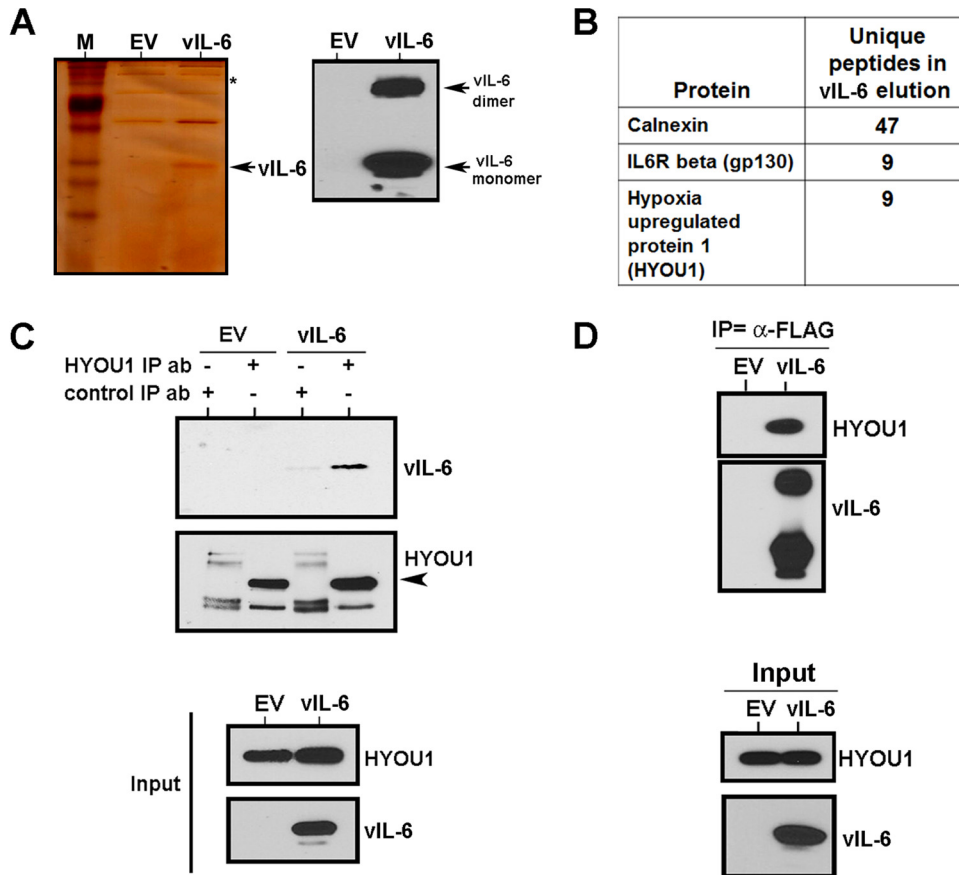 A
M EV vIL-6
*
vIL-6
EV vIL-6
vIL-6
dimer
vIL-6
monomer
B
Protein Unique
peptides in
vIL-6 elution
Calnexin 47
IL6R beta (gp130) 9
Hypoxia 9
upregulated
protein 1
(HYOU1)
C
EV vIL-6
HYOU1 IP ab - + - +
control IP ab + - + -
vIL-6
HYOU1
Input
EV vIL-6
HYOU1
vIL-6
D
IP= α-FLAG
EV vIL-6
HYOU1
vIL-6
Input
EV vIL-6
HYOU1
vIL-6